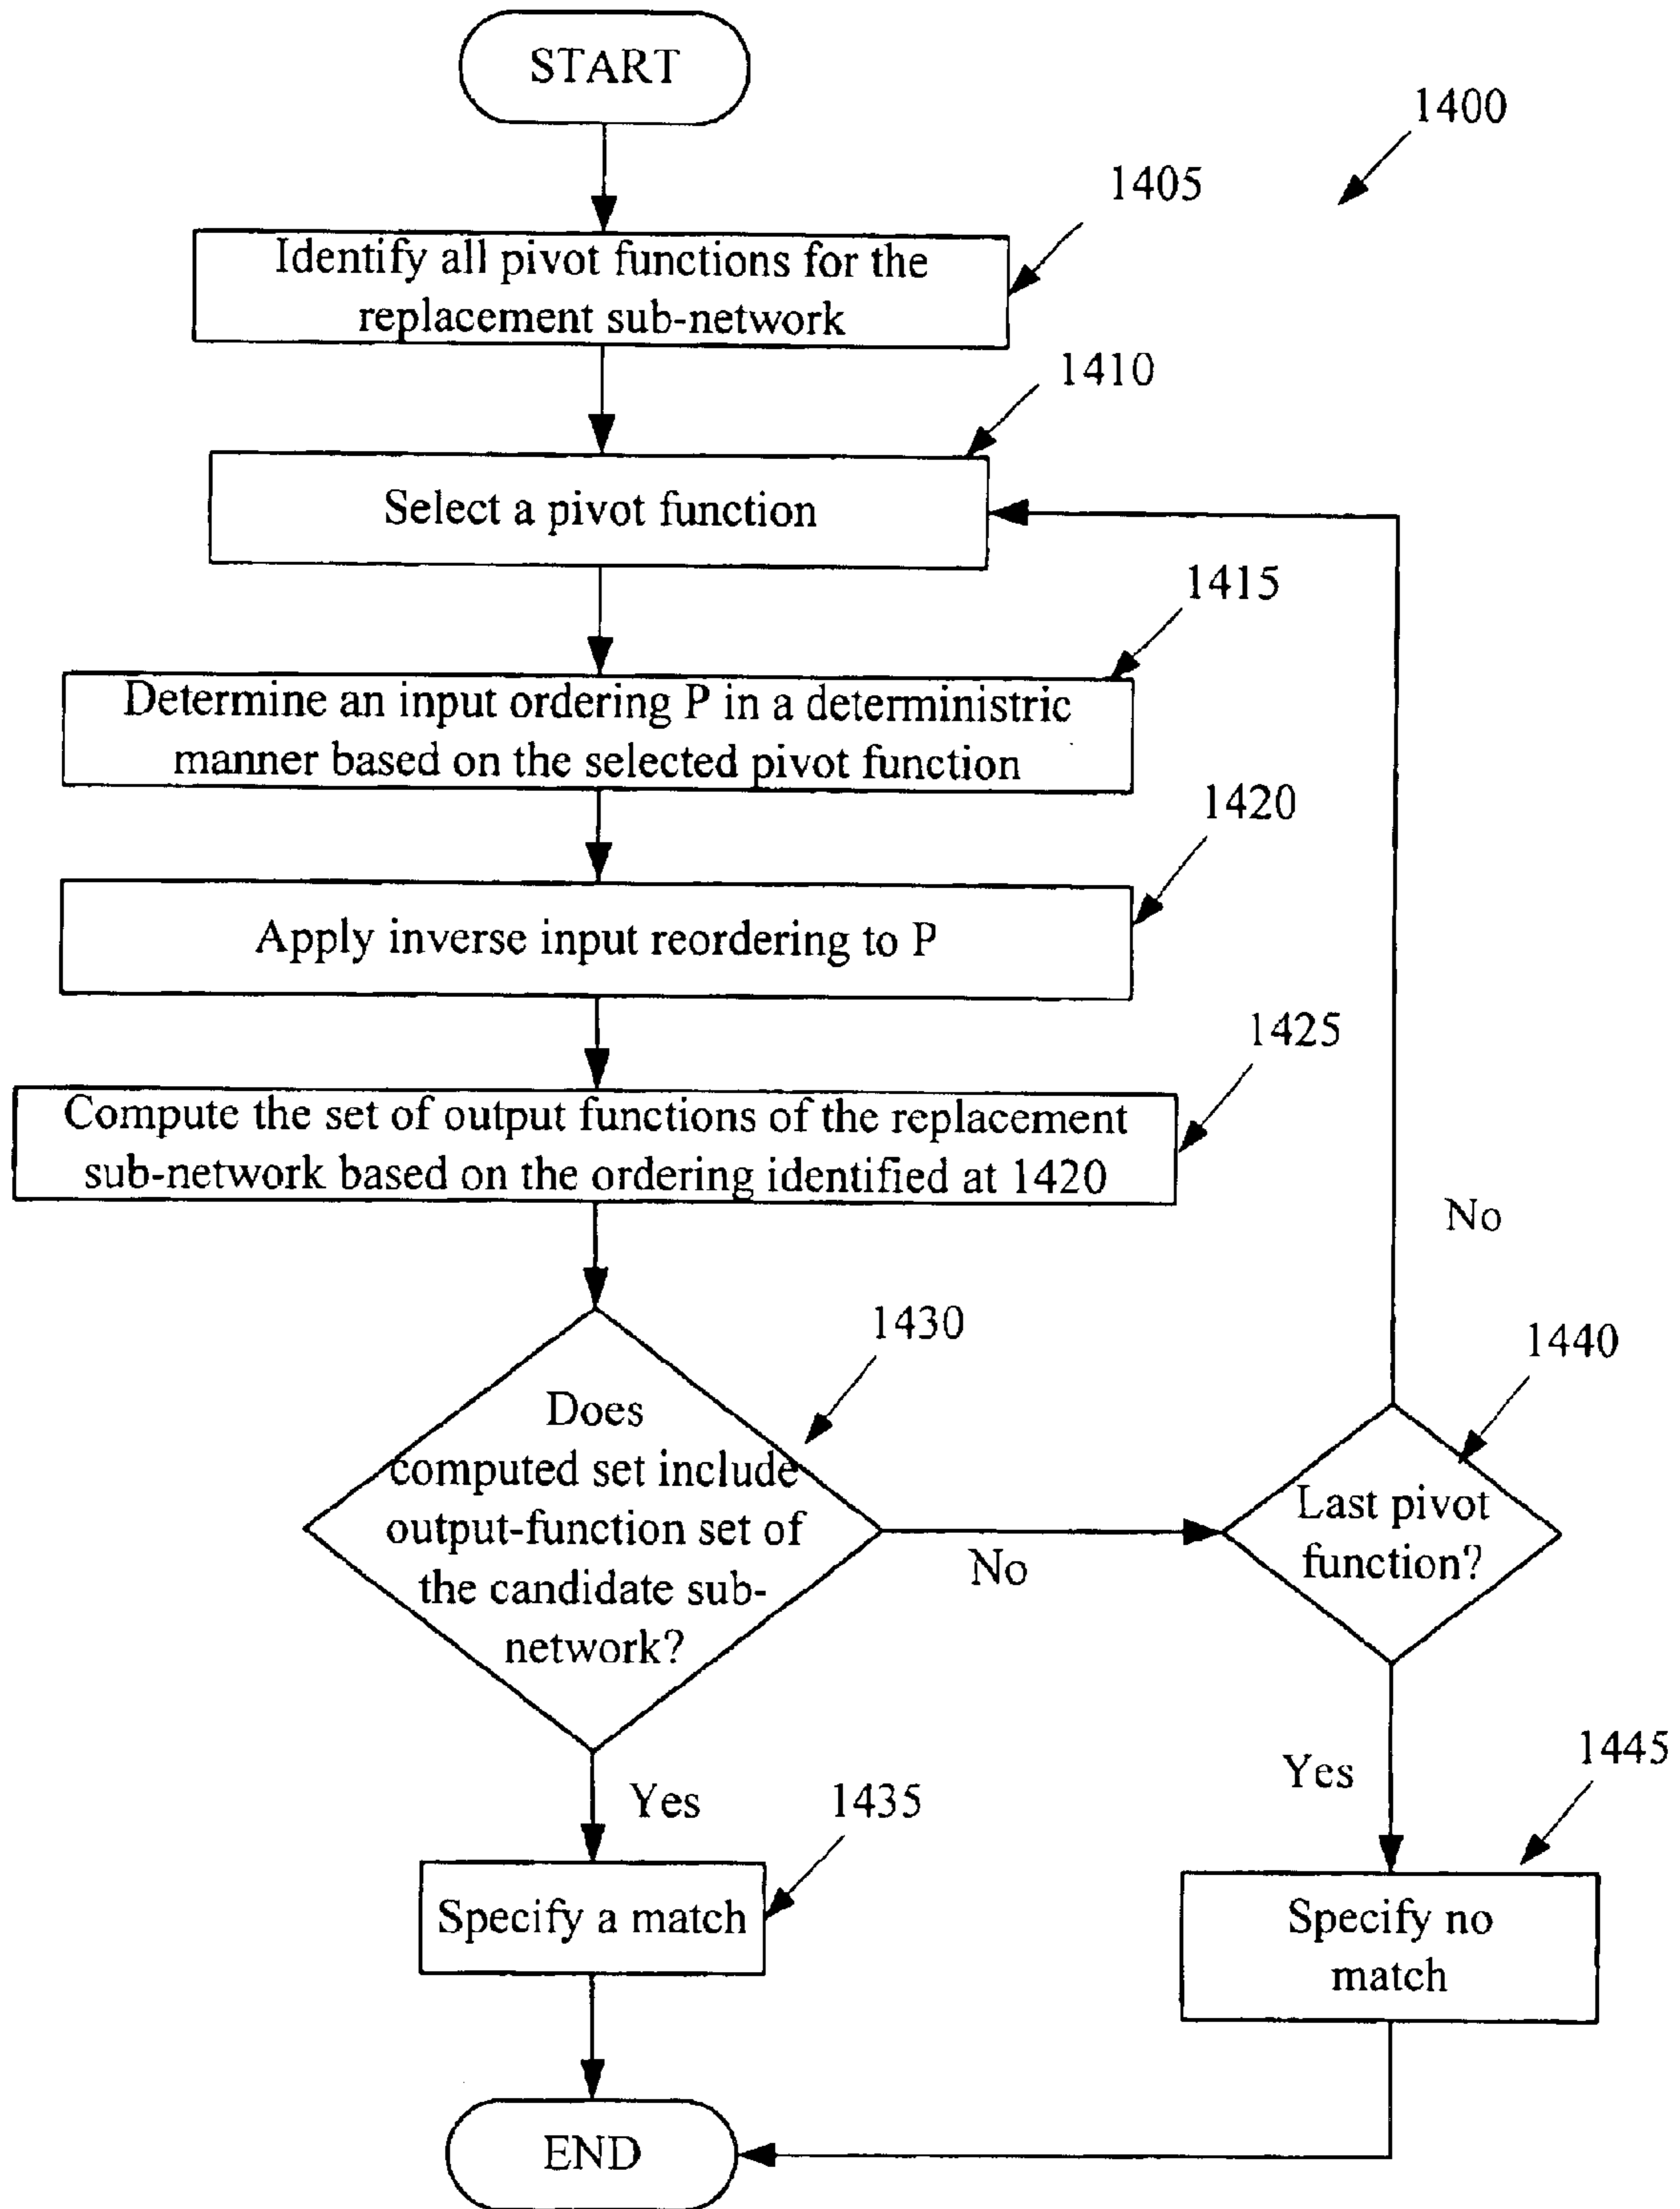 START
1400
1405
Identify all pivot functions for the
replacement sub-network
1410
Select a pivot function
1415
Determine an input ordering P in a deterministric
manner based on the selected pivot function
1420
Apply inverse input reordering to P
1425
Compute the set of output functions of the replacement
sub-network based on the ordering identified at 1420
No
1430
1440
Does
computed set include
output-function set of
the candidate sub-
network?
No
Last pivot
function?
Yes
1435
Yes
1445
Specify a match
Specify no
match
END